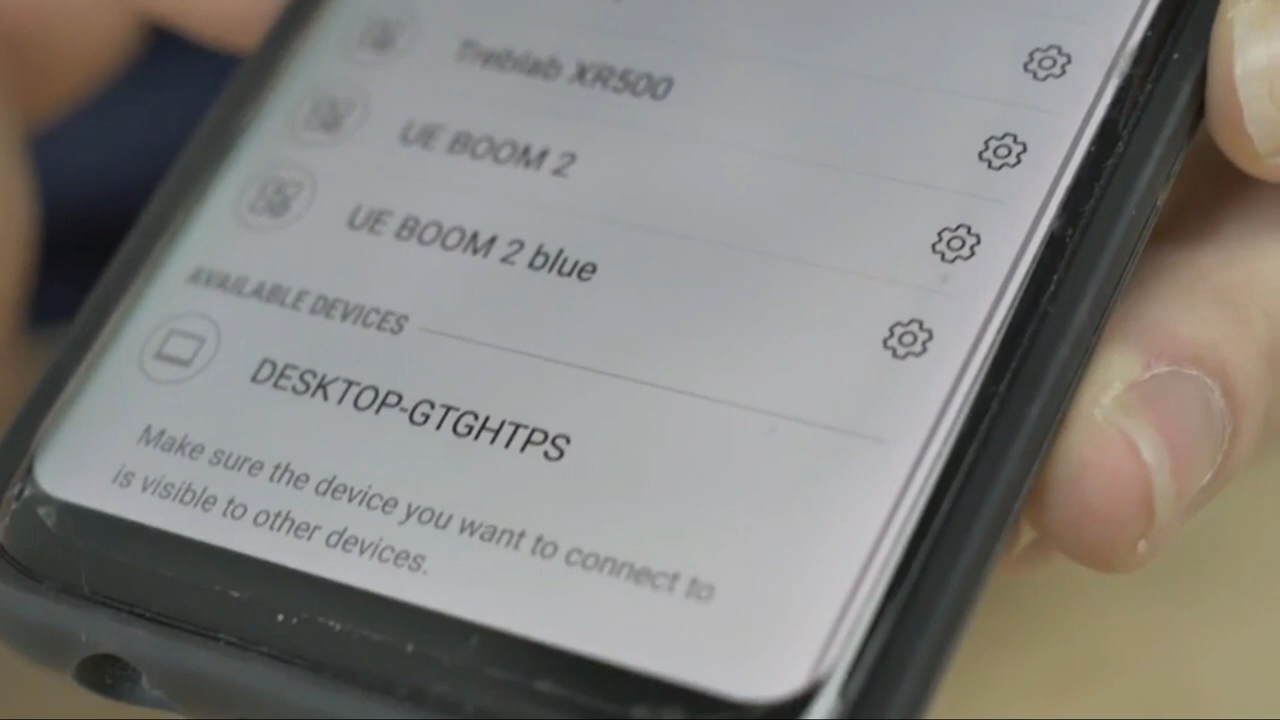 Treblab XR500
UE BOOM 2
UE BOOM 2 blue
AVAILABLE DEVICES
DESKTOP-GTGHTPS
Make sure the device you want to connect to
is visible to other devices.